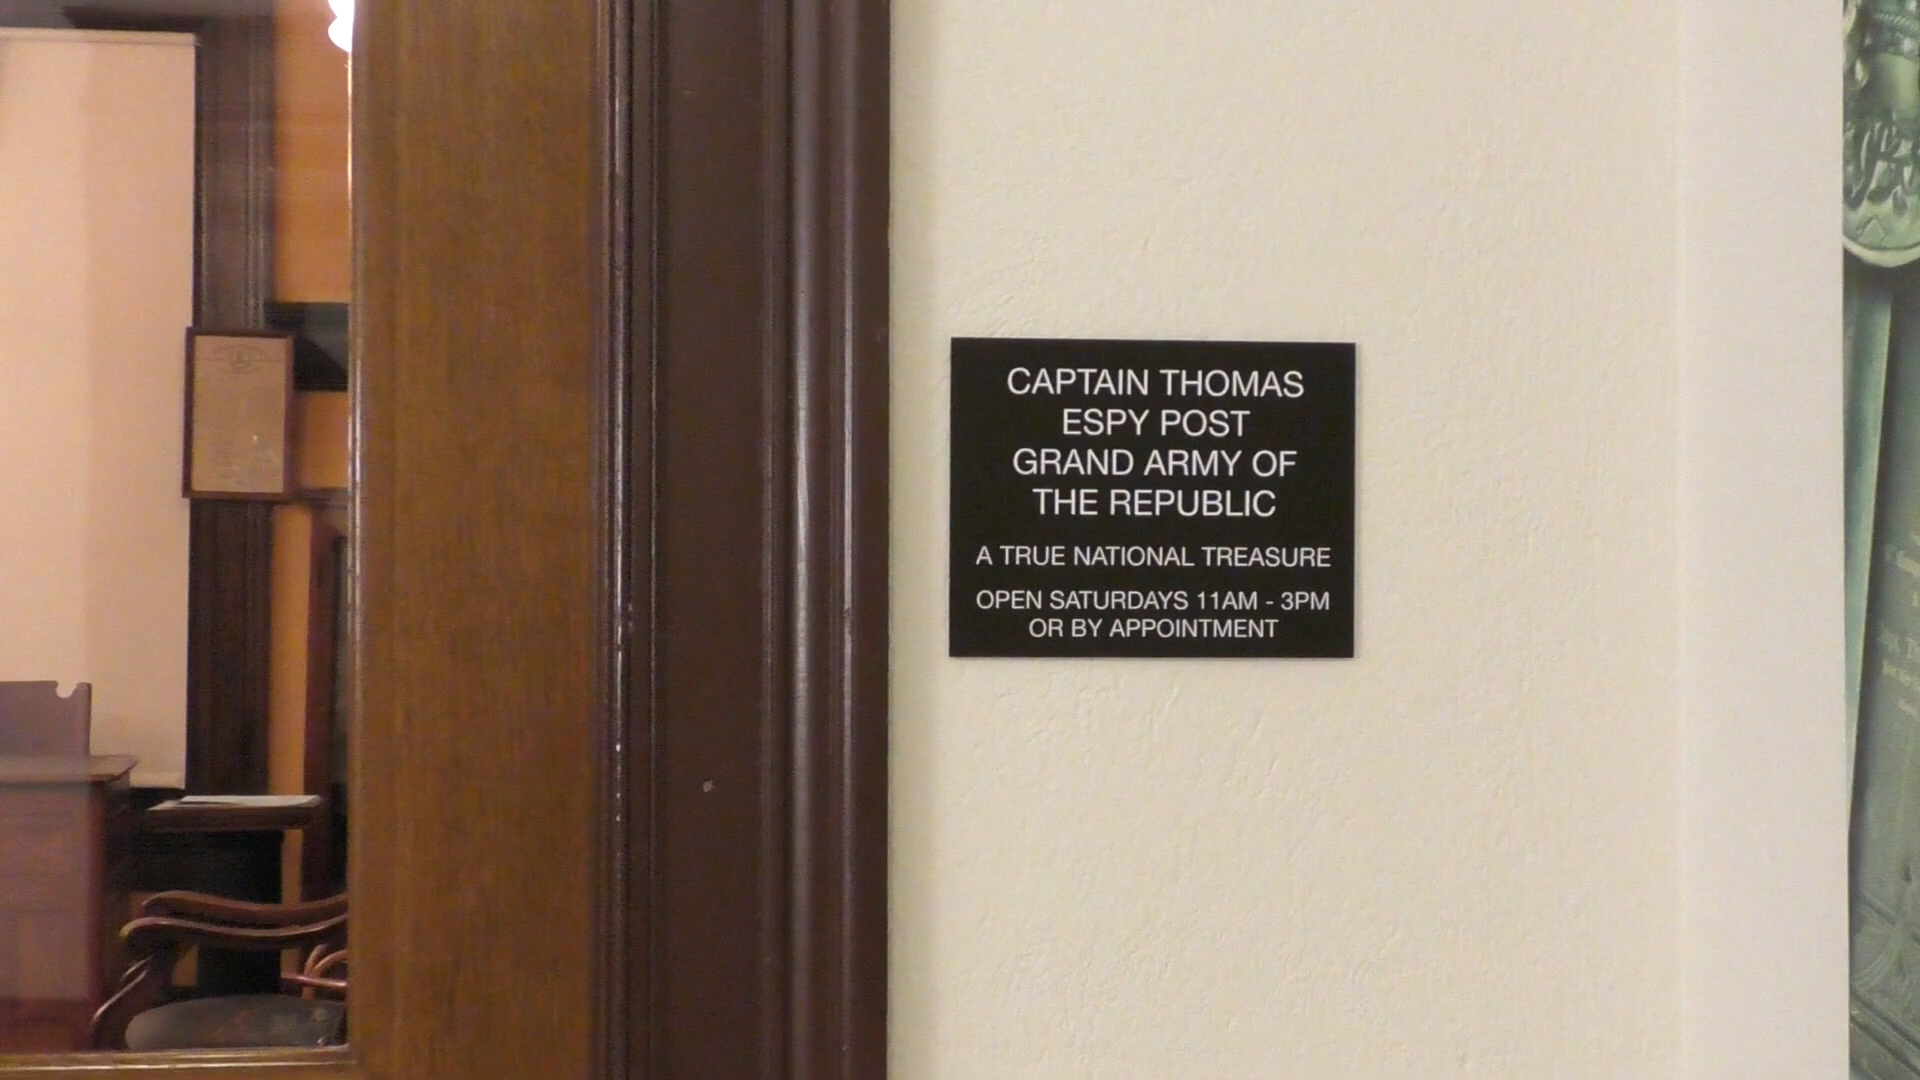 CAPTAIN THOMAS
ESPY POST
GRAND ARMY OF
THE REPUBLIC
A TRUE NATIONAL TREASURE
OPEN SATURDAYS 11AM - 3PM
OR BY APPOINTMENT